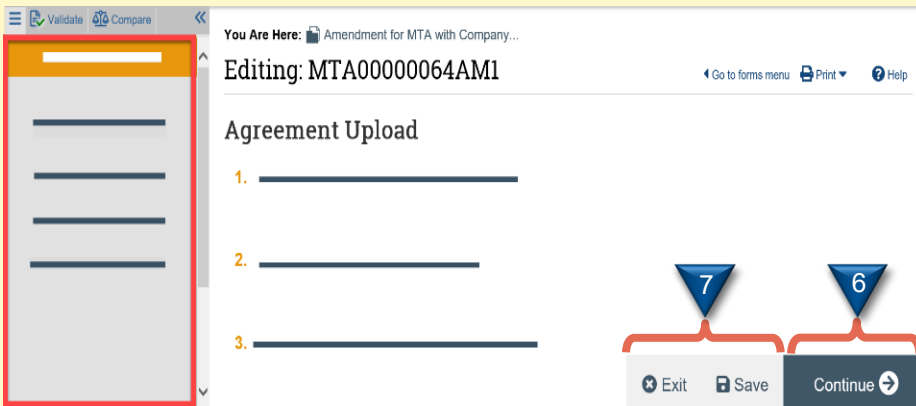 Validate Compare
You Are Here: Amendment for MTA with Company...
Editing: MTA00000064AM1
Go to forms menu Print Help
Agreement Upload
1.
2.
3.
7
6
Exit Save Continue